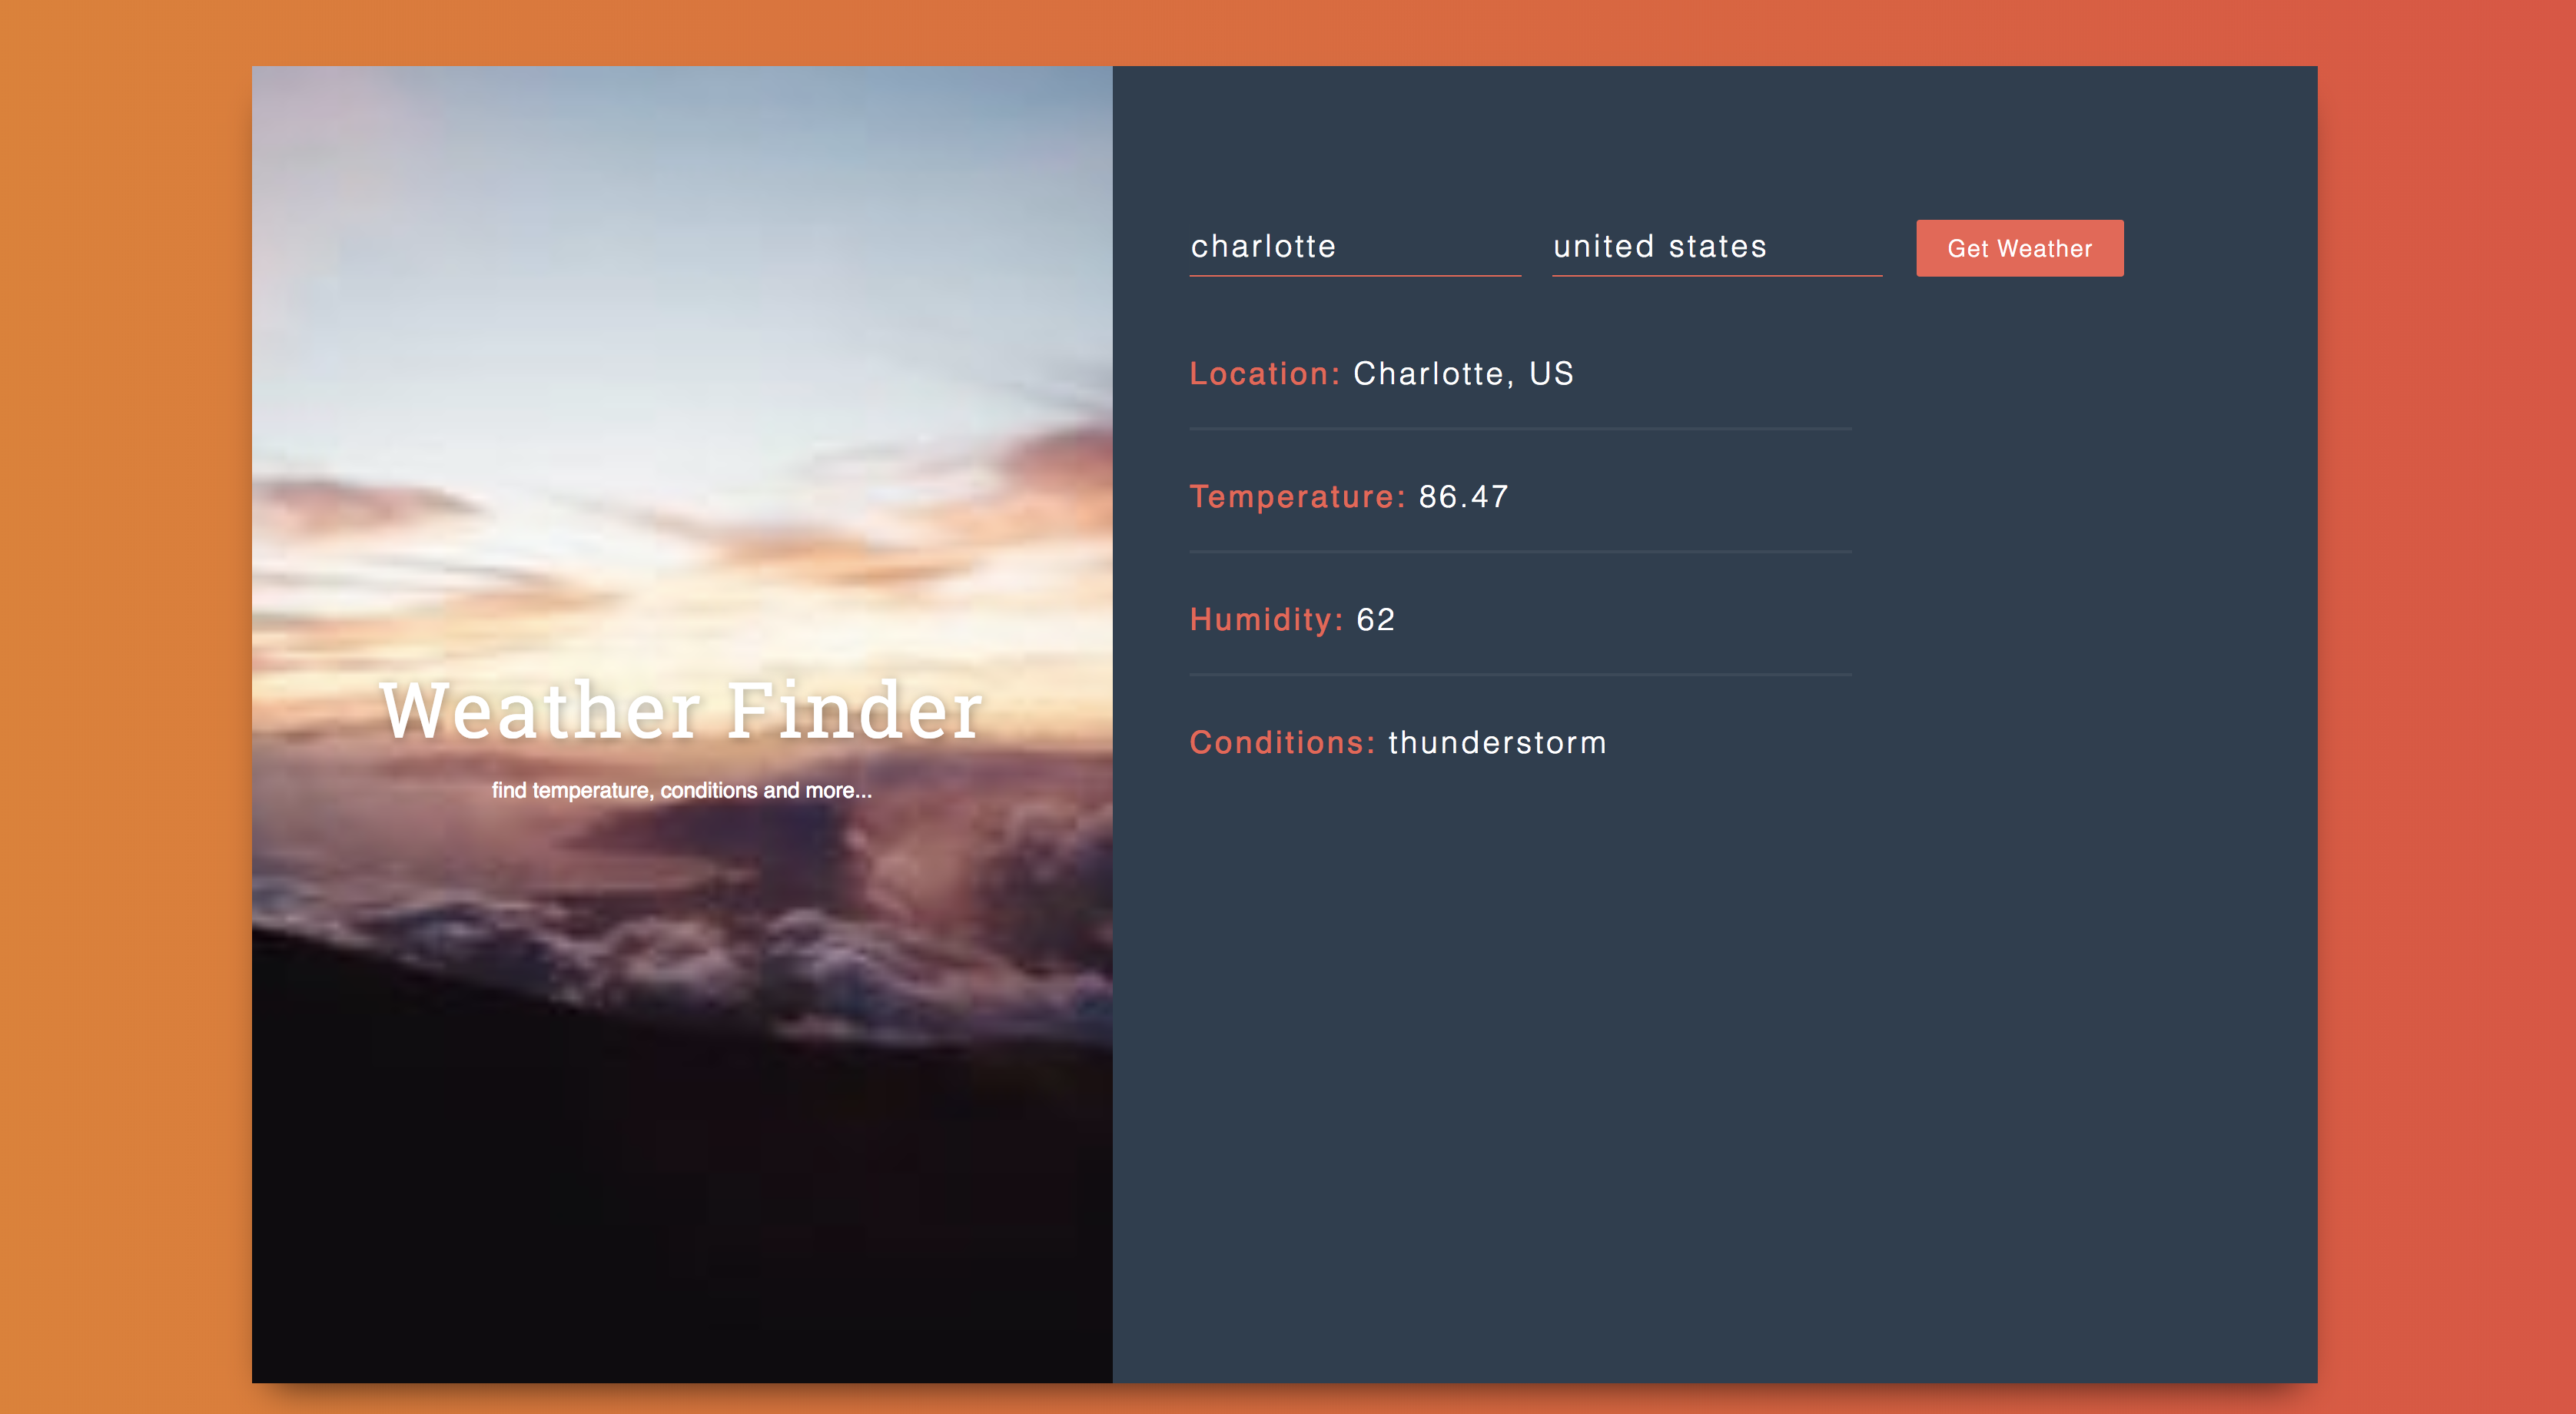 Weather Finder
find temperature, conditions and more...
charlotte
united states
Get Weather
Location: Charlotte, US
Temperature: 86.47
Humidity: 62
Conditions: thunderstorm